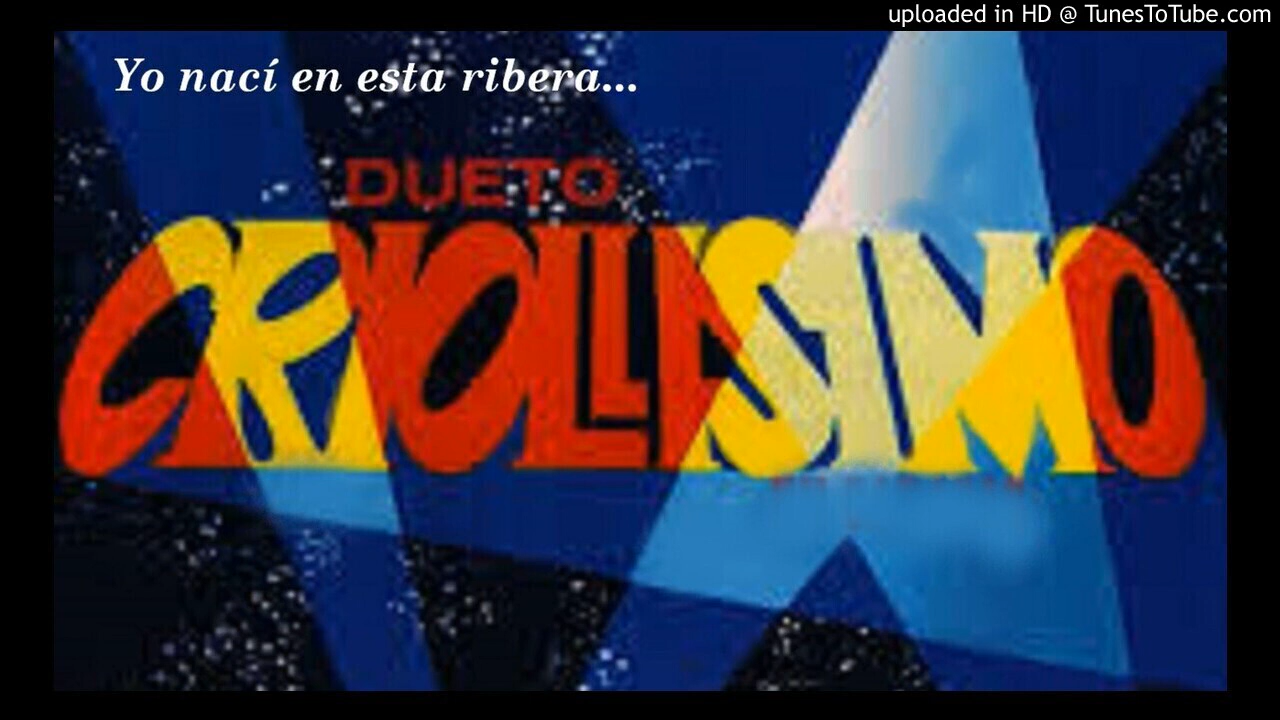 uploaded in HD @ TunesToTube.com
Yo nací en esta ribera...
DUETO
CRIOLLISIMO